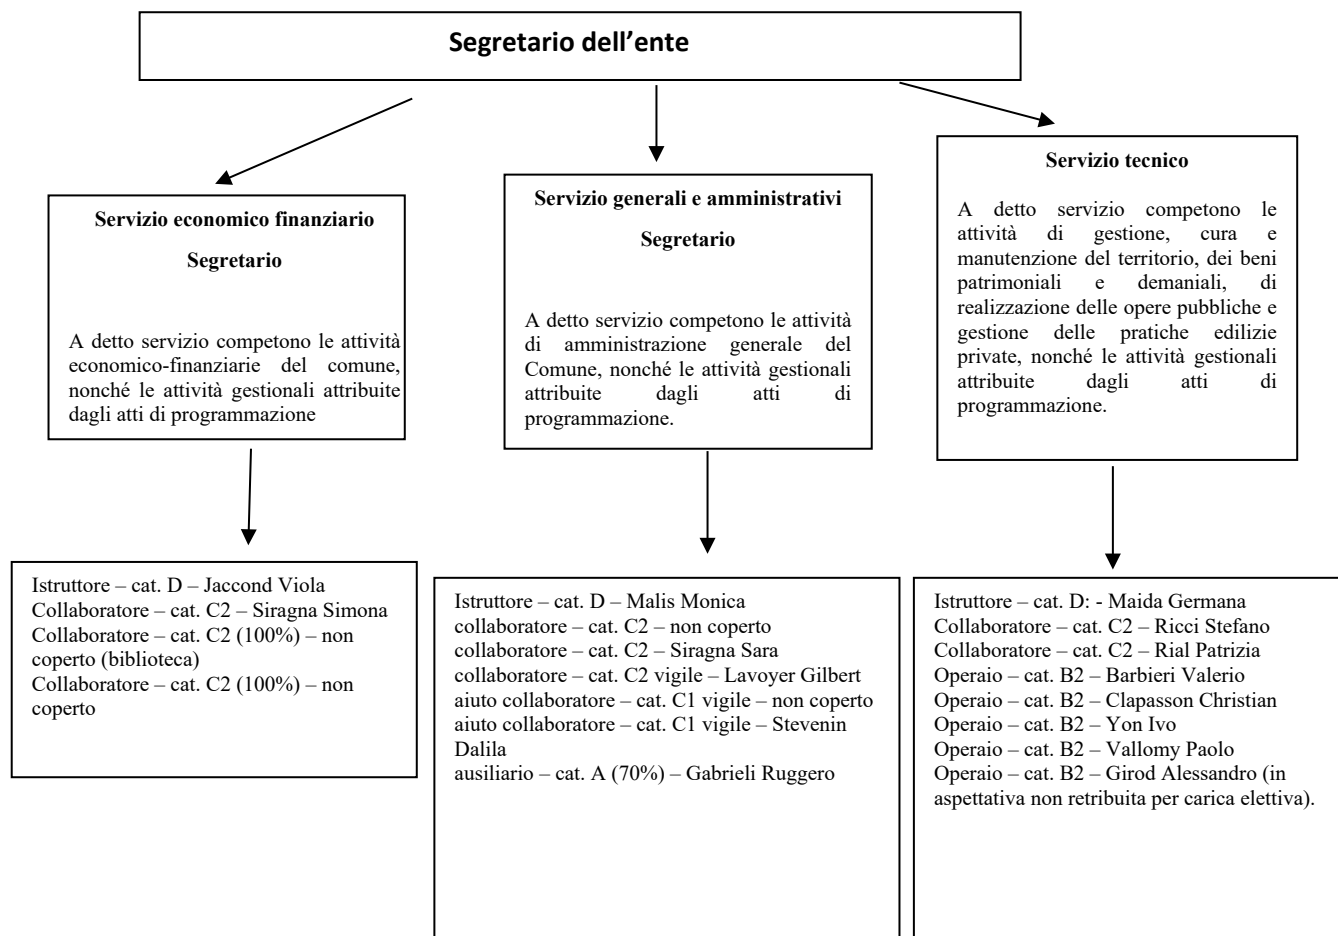 Segretario dell'ente
Servizio economico finanziario
Segretario
A detto servizio competono le attività
economico-finanziarie del comune,
nonché le attività gestionali attribuite
dagli atti di programmazione
Servizio generali e amministrativi
Segretario
A detto servizio competono le attività
di amministrazione generale del
Comune, nonché le attività gestionali
attribuite dagli atti di
programmazione.
Servizio tecnico
A detto servizio competono le
attività di gestione, cura e
manutenzione del territorio, dei beni
patrimoniali e demaniali, di
realizzazione delle opere pubbliche e
gestione delle pratiche edilizie
private, nonché le attività gestionali
attribuite dagli atti di
programmazione.
Istruttore – cat. D – Jaccond Viola
Collaboratore – cat. C2 – Siragna Simona
Collaboratore – cat. C2 (100%) – non
coperto (biblioteca)
Collaboratore – cat. C2 (100%) – non
coperto
Istruttore – cat. D – Malis Monica
collaboratore – cat. C2 – non coperto
collaboratore – cat. C2 – Siragna Sara
collaboratore – cat. C2 vigile – Lavoyer Gilbert
aiuto collaboratore – cat. C1 vigile – non coperto
aiuto collaboratore – cat. C1 vigile – Stevenin
Dalila
ausiliario – cat. A (70%) – Gabrieli Ruggero
Istruttore – cat. D: - Maida Germana
Collaboratore – cat. C2 – Ricci Stefano
Collaboratore – cat. C2 – Rial Patrizia
Operaio – cat. B2 – Barbieri Valerio
Operaio – cat. B2 – Clapasson Christian
Operaio – cat. B2 – Yon Ivo
Operaio – cat. B2 – Vallomy Paolo
Operaio – cat. B2 – Girod Alessandro (in
aspettativa non retribuita per carica elettiva).